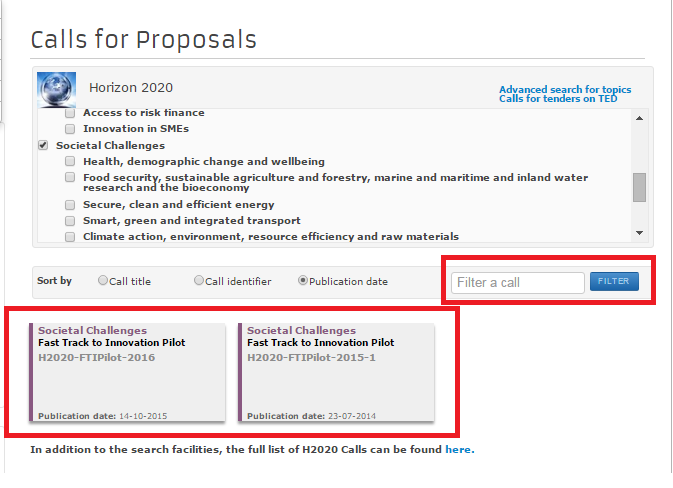 Calls for Proposals
Horizon 2020
Advanced search for topics
Calls for tenders on TED
Access to risk finance
Innovation in SMEs
Societal Challenges
Health, demographic change and wellbeing
Food security, sustainable agriculture and forestry, marine and maritime and inland water
research and the bioeconomy
Secure, clean and efficient energy
Smart, green and integrated transport
Climate action, environment, resource efficiency and raw materials
Sort by Call title Call identifier Publication date Filter a call FILTER
Societal Challenges
Fast Track to Innovation Pilot
H2020-FTIPilot-2016
Publication date: 14-10-2015
Societal Challenges
Fast Track to Innovation Pilot
H2020-FTIPilot-2015-1
Publication date: 23-07-2014
In addition to the search facilities, the full list of H2020 Calls can be found here.